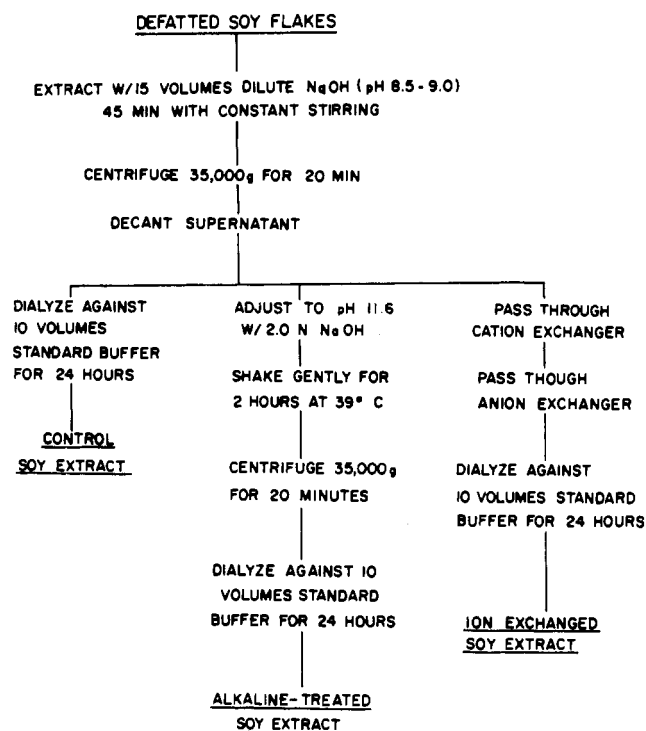 DEFATTED SOY FLAKES
EXTRACT W/15 VOLUMES DILUTE NaOH (pH 8.5-9.0)
45 MIN WITH CONSTANT STIRRING
CENTRIFUGE 35,000g FOR 20 MIN
DECANT SUPERNATANT
DIALYZE AGAINST
10 VOLUMES
STANDARD BUFFER
FOR 24 HOURS
CONTROL
SOY EXTRACT
ADJUST TO pH 11.6
W/ 2.0 N NaOH
SHAKE GENTLY FOR
2 HOURS AT 39° C
CENTRIFUGE 35,000g
FOR 20 MINUTES
DIALYZE AGAINST 10
VOLUMES STANDARD
BUFFER FOR 24 HOURS
ALKALINE-TREATED
SOY EXTRACT
PASS THROUGH
CATION EXCHANGER
PASS THOUGH
ANION EXCHANGER
DIALYZE AGAINST
10 VOLUMES STANDARD
BUFFER FOR 24 HOURS
ION EXCHANGED
SOY EXTRACT